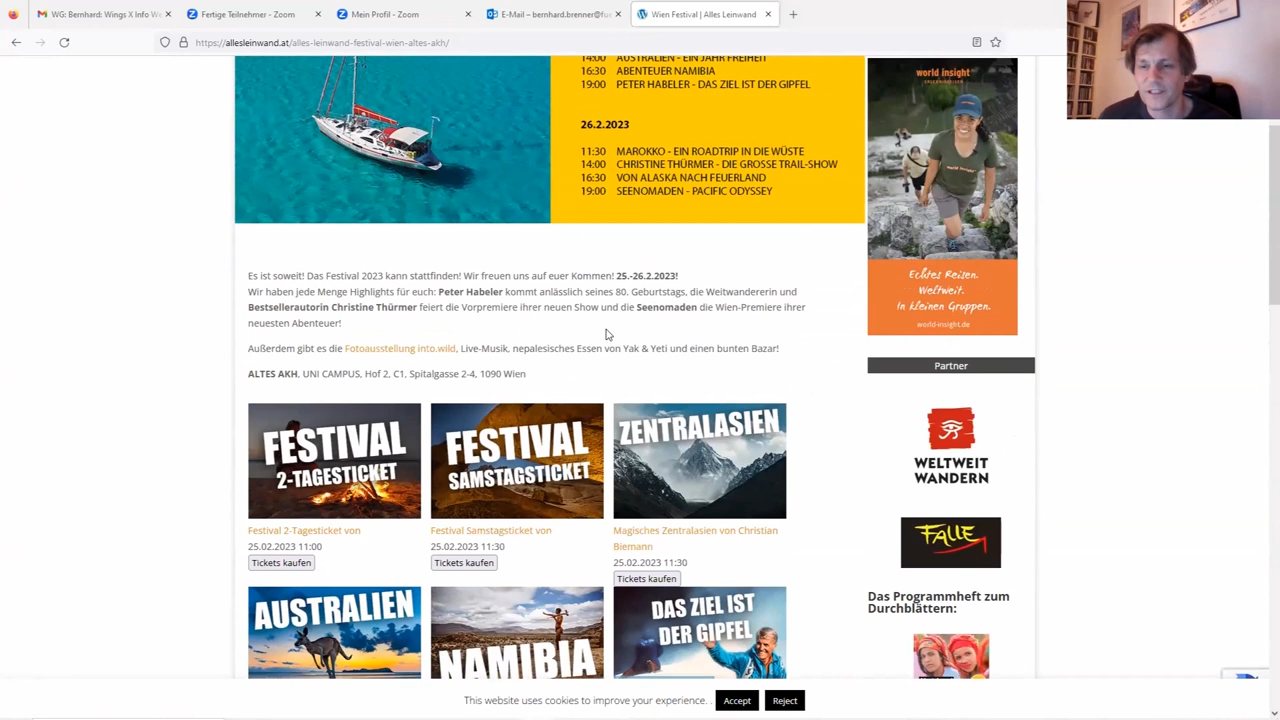 WG: Bernhard: Wings X Info We
Fertige Teilnehmer - Zoom
Mein Profil - Zoom
E-Mail – bernhard.brenner@fu
Wien Festival | Alles Leinwand
https://allesleinwand.at/alles-leinwand-festival-wien-altes-akh/
14:00 AUSTRALIEN - EIN JAHR FREIHEIT
16:30 ABENTEUER NAMIBIA
19:00 PETER HABELER - DAS ZIEL IST DER GIPFEL
26.2.2023
11:30 MAROKKO - EIN ROADTRIP IN DIE WÜSTE
14:00 CHRISTINE THÜRMER - DIE GROSSE TRAIL-SHOW
16:30 VON ALASKA NACH FEUERLAND
19:00 SEENOMADEN - PACIFIC ODYSSEY
Es ist soweit! Das Festival 2023 kann stattfinden! Wir freuen uns auf euer Kommen! 25.-26.2.2023!
Wir haben jede Menge Highlights für euch: Peter Habeler kommt anlässlich seines 80. Geburtstags, die Weitwandererin und
Bestsellerautorin Christine Thürmer feiert die Vorpremiere ihrer neuen Show und die Seenomaden die Wien-Premiere ihrer
neuesten Abenteuer!
Außerdem gibt es die Fotoausstellung into.wild, Live-Musik, nepalesisches Essen von Yak & Yeti und einen bunten Bazar!
ALTES AKH, UNI CAMPUS, Hof 2, C1, Spitalgasse 2-4, 1090 Wien
FESTIVAL
2-TAGESTICKET
Festival 2-Tagesticket von
25.02.2023 11:00
Tickets kaufen
FESTIVAL
SAMSTAGSTICKET
Festival Samstagsticket von
25.02.2023 11:30
Tickets kaufen
ZENTRALASIEN
Magisches Zentralasien von Christian
Biemann
25.02.2023 11:30
Tickets kaufen
AUSTRALIEN
NAMIBIA
DAS ZIEL IST
DER GIPFEL
world insight
ERLEBNISREISEN
Echtes Reisen.
Weltweit.
In kleinen Gruppen.
world-insight.de
Partner
WELTWEIT
WANDERN
FALLE
Das Programmheft zum
Durchblättern:
This website uses cookies to improve your experience. .
Accept
Reject